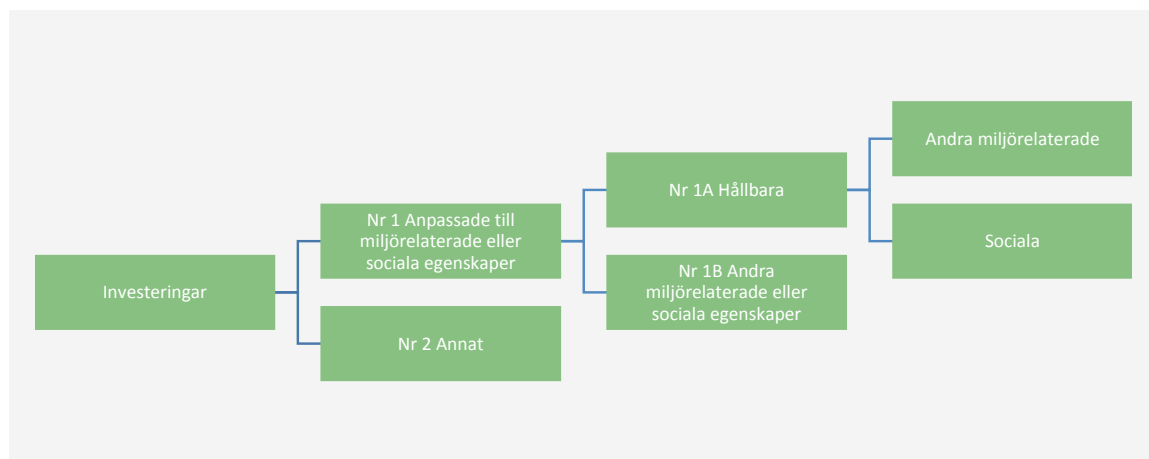 Investeringar
Nr 1 Anpassade till
miljörelaterade eller
sociala egenskaper
Nr 2 Annat
Nr 1A Hållbara
Nr 1B Andra
miljörelaterade eller
sociala egenskaper
Andra miljörelaterade
Sociala